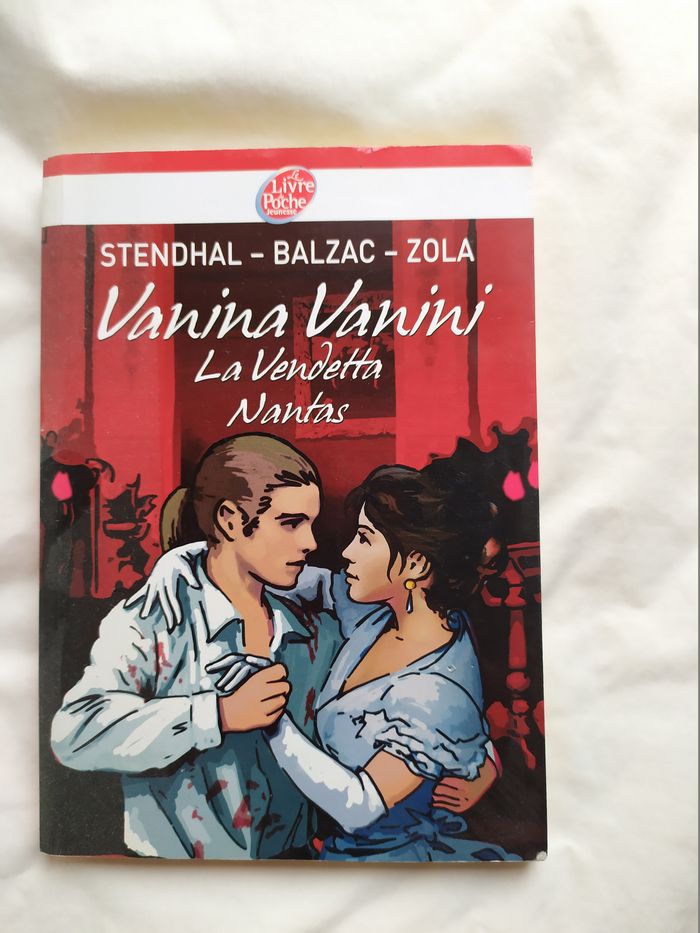 Le
Livre
de
Poche
Jeunesse
STENDHAL – BALZAC – ZOLA
Vanina Vanini
La Vendetta
Nantas